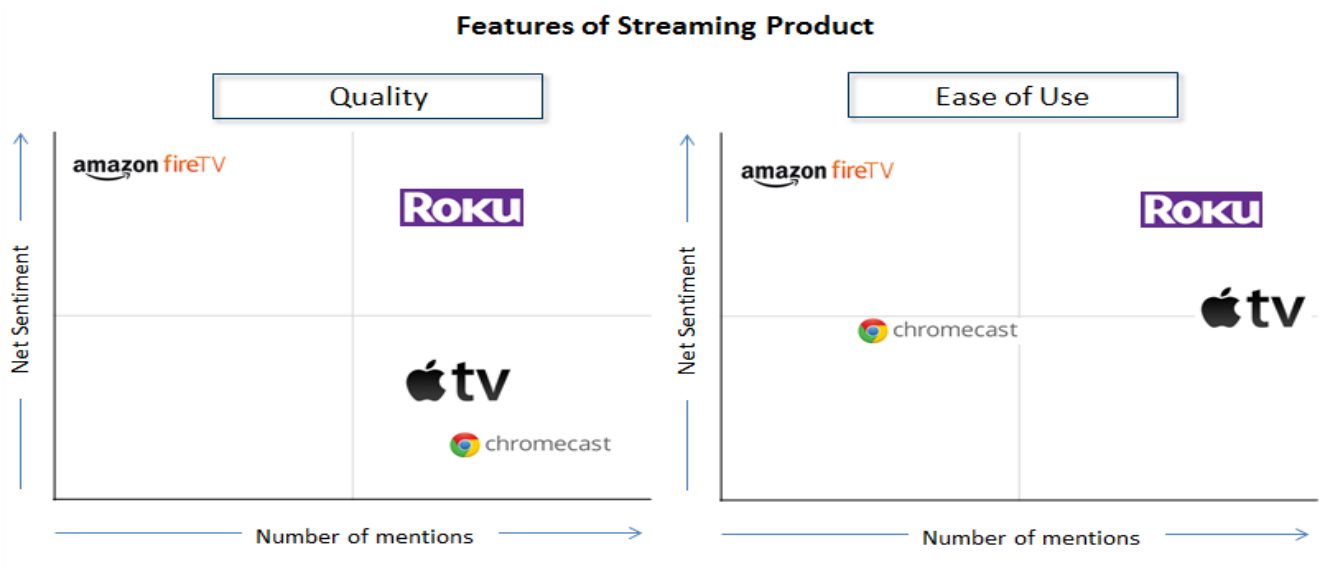 Features of Streaming Product
Quality
Ease of Use
Net Sentiment
amazon fireTV
ROKU
tv
chromecast
Number of mentions
Net Sentiment
amazon fireTV
ROKU
tv
chromecast
Number of mentions